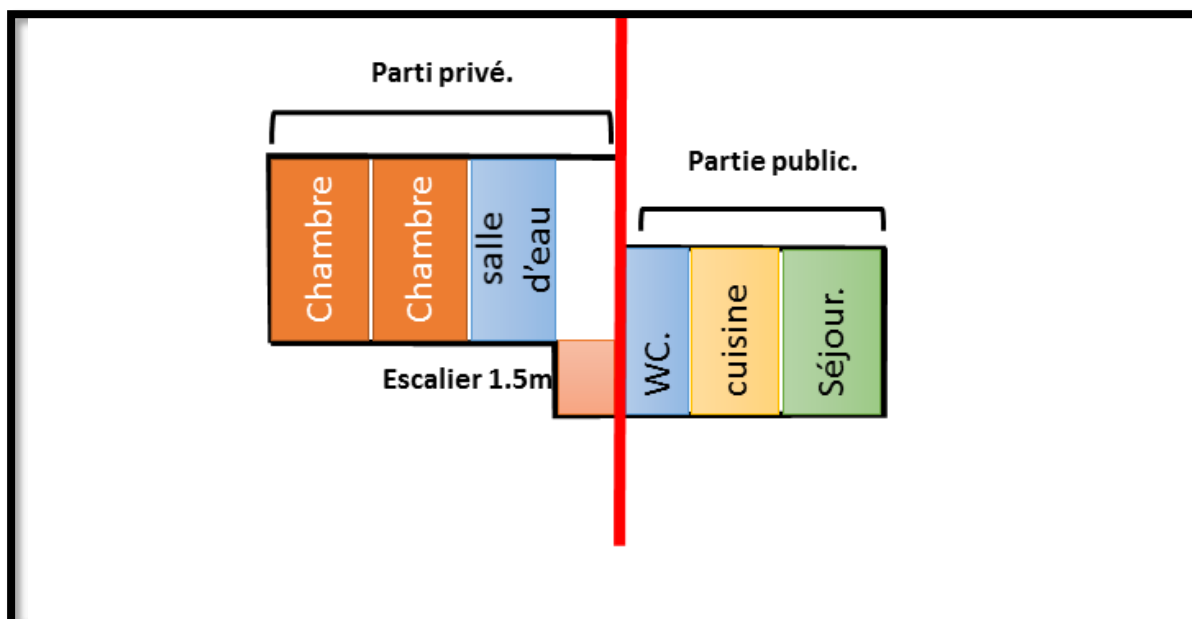 Parti privé.
Partie public.
Chambre
Chambre
salle
d'eau
Escalier 1.5m
WC.
cuisine
Séjour.